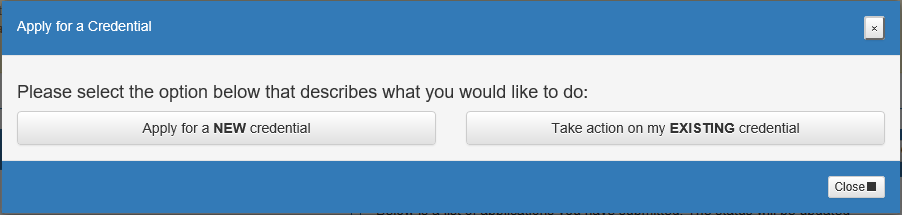 Apply for a Credential
×
Please select the option below that describes what you would like to do:
Apply for a NEW credential
Take action on my EXISTING credential
Close
Below is a list of applications you have submitted. The status will be updated